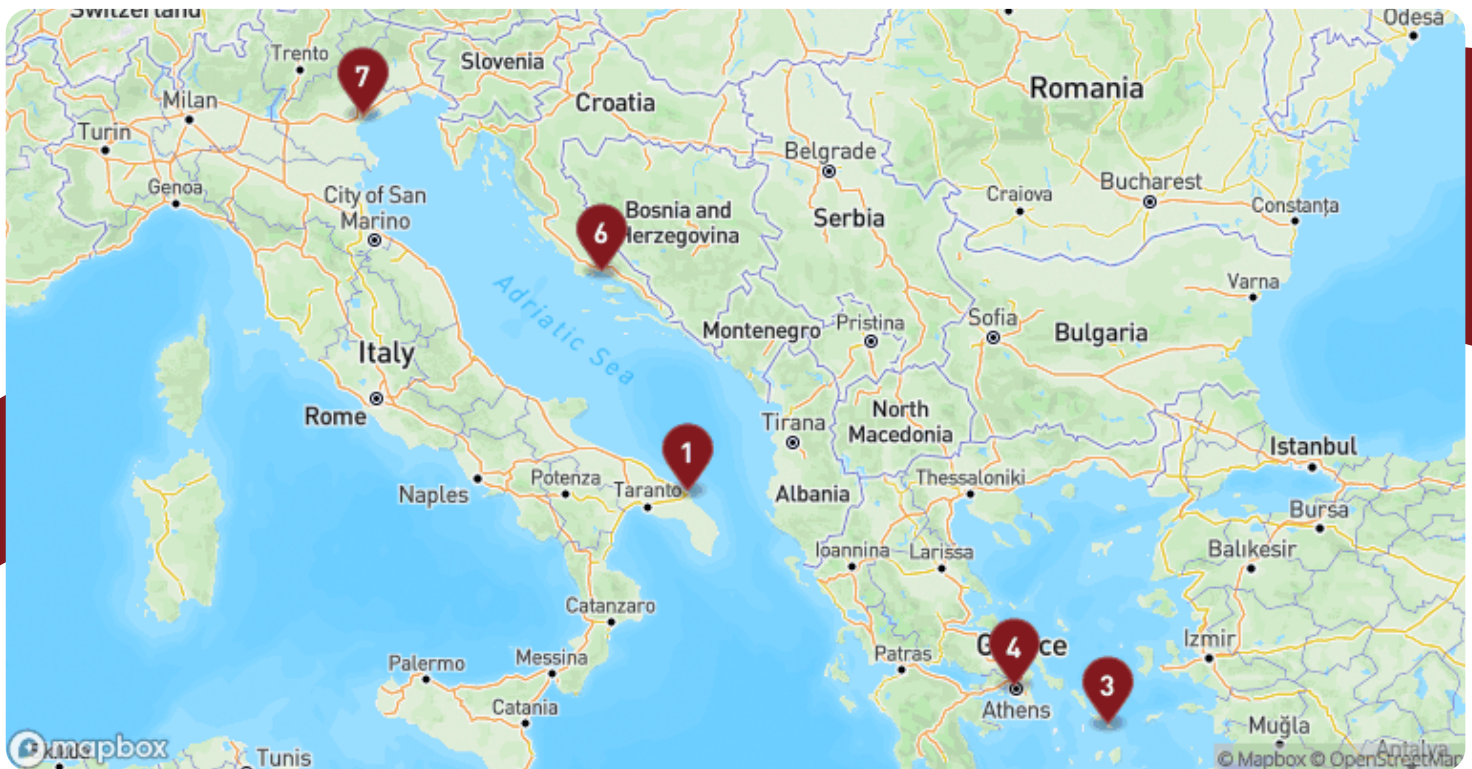 Switzerland
Odesa
Trento
Slovenia
7
Milan
Croatia
Romania
Turin
Belgrade
Genoa
City of San
Marino
Craiova
Bucharest
Constanța
Bosnia and
Herzegovina
6
Serbia
Adriatic Sea
Varna
Montenegro
Pristina
Sofia
Bulgaria
Italy
Rome
Tirana
North
Macedonia
1
Istanbul
Naples
Potenza
Taranto
Albania
Thessaloniki
Bursa
Ioannina
Larissa
Balıkesir
Catanzaro
Palermo
Messina
Patras
4
Izmir
3
Catania
Athens
Muğla
mapbox
Tunis
Antalya
© Mapbox © OpenStreetMap